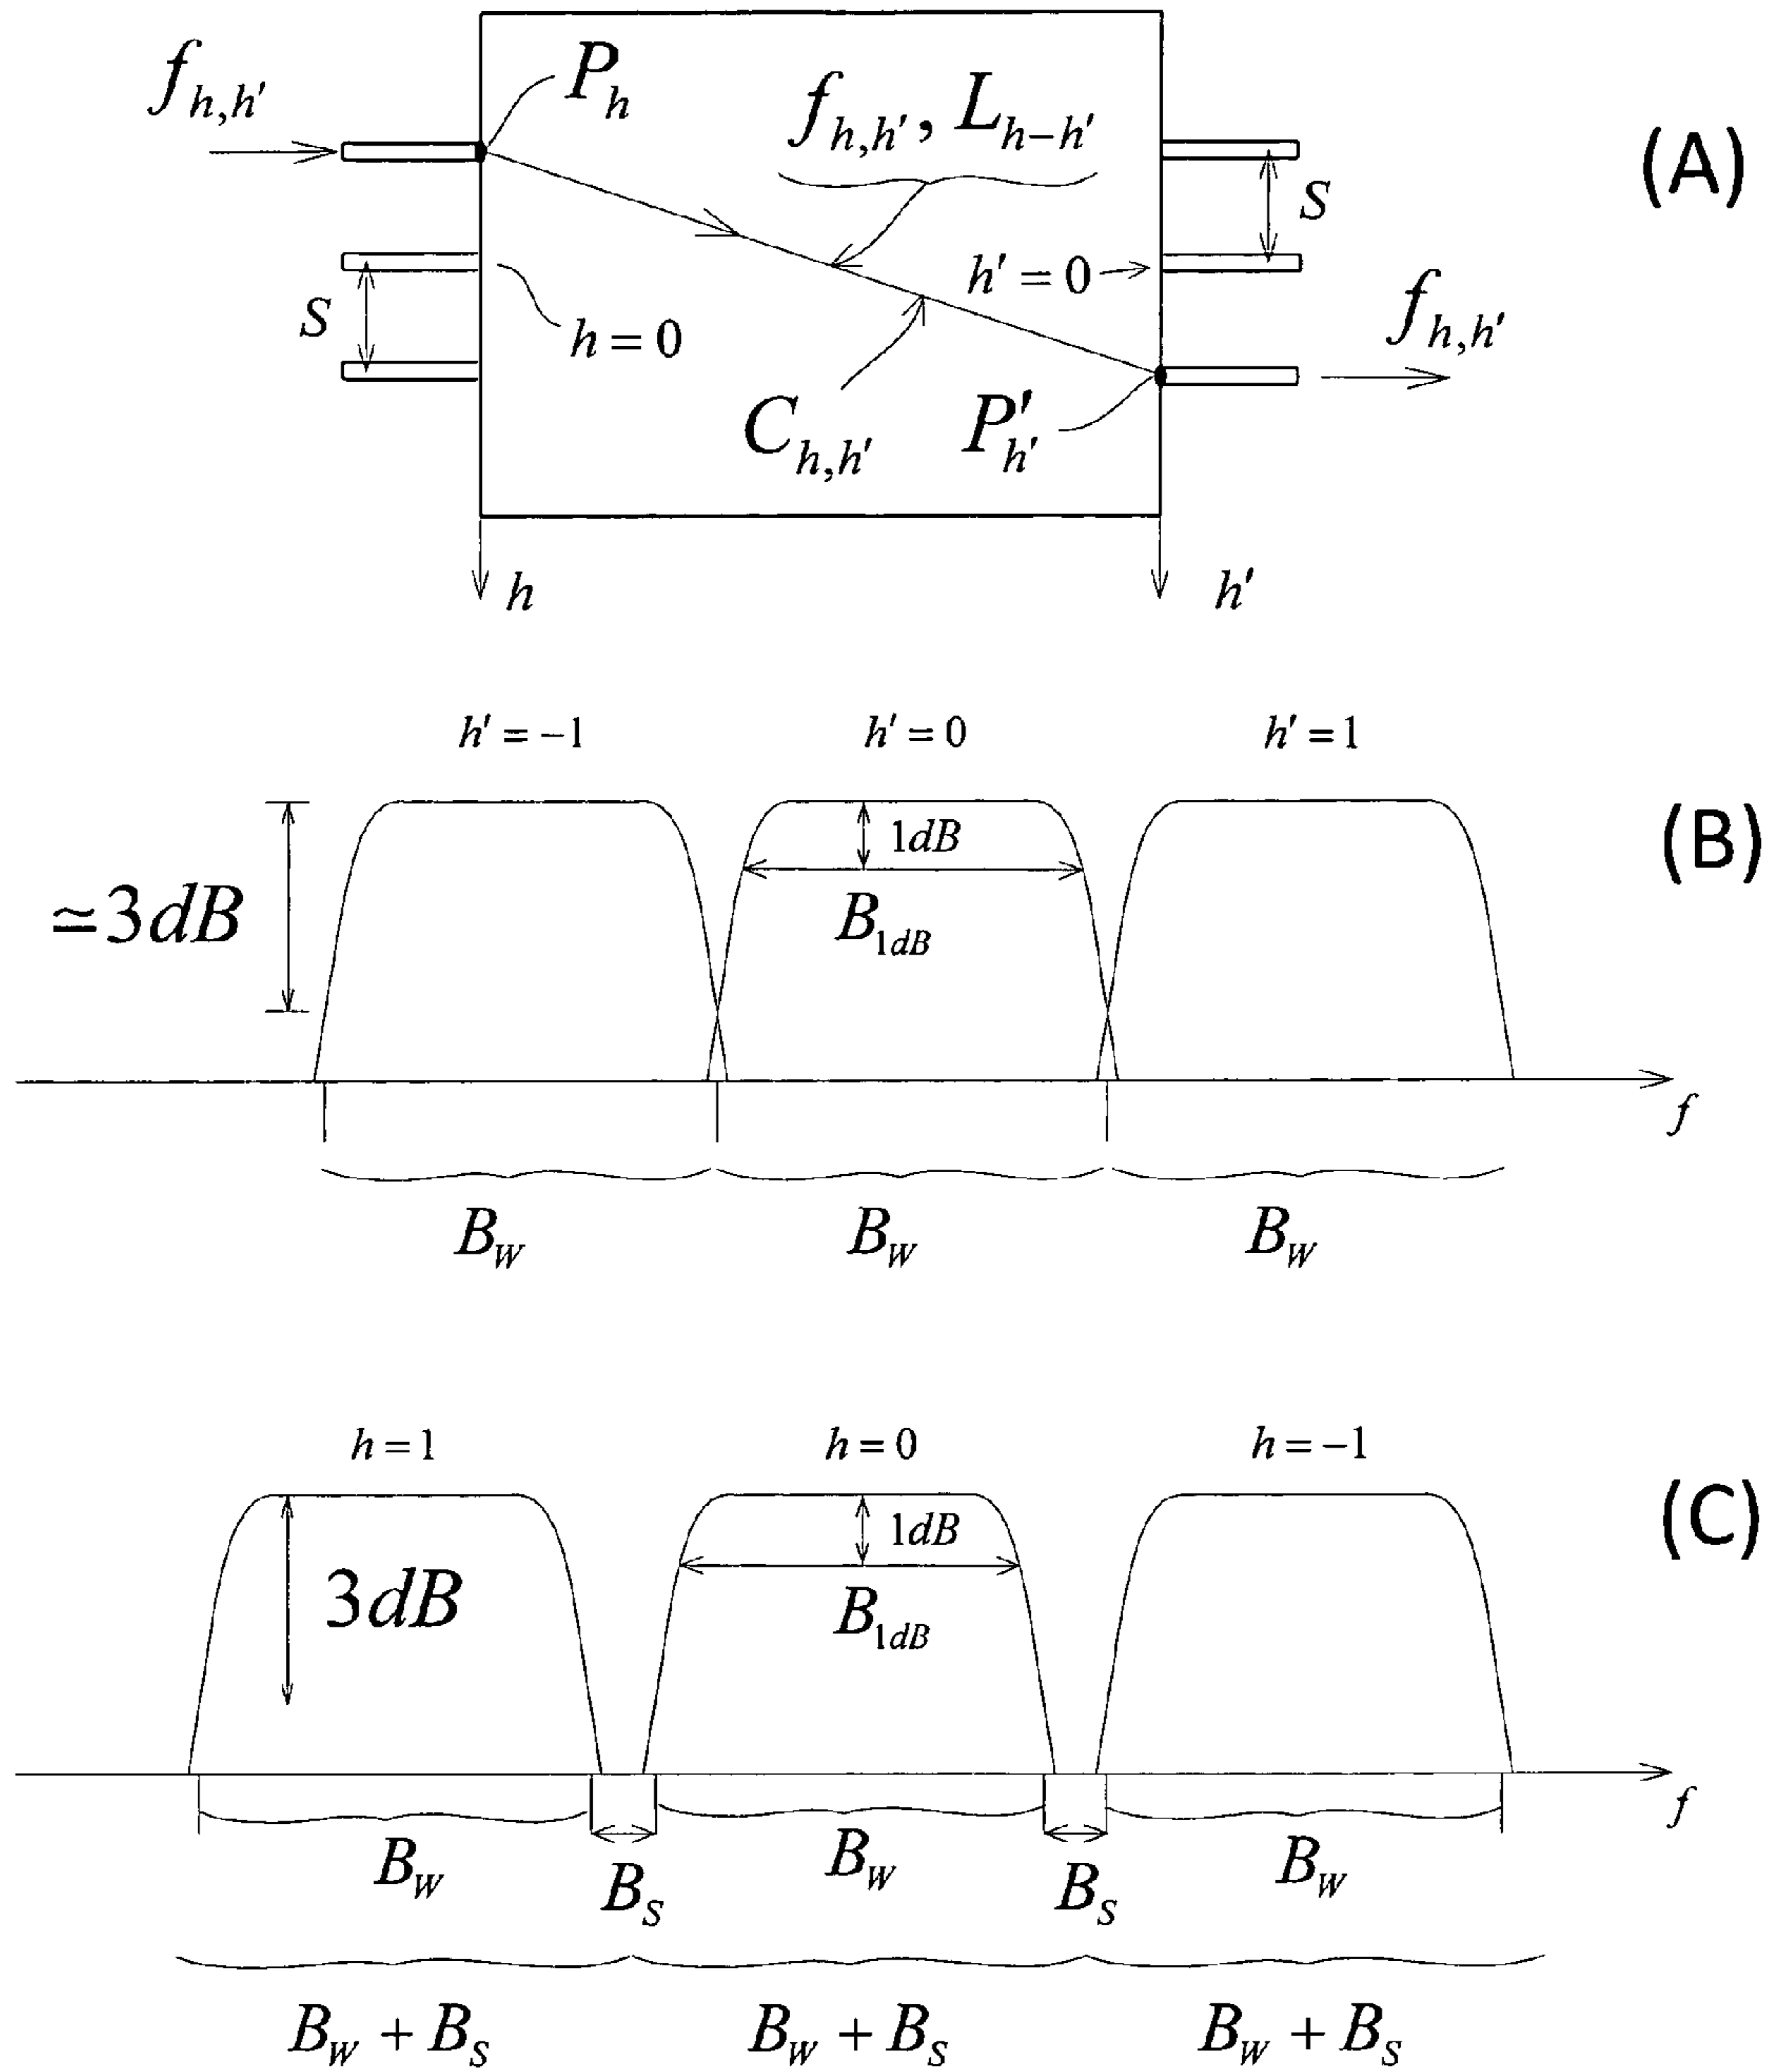 f_{h,h'}
P_h
f_{h,h'}, L_{h-h'}
(A)
S
h' = 0
S
h = 0
f_{h,h'}
C_{h,h'}
P'_{h'}
h
h'
h' = -1
h' = 0
h' = 1
(B)
1dB
≃3dB
B_{1dB}
f
B_W
B_W
B_W
h = 1
h = 0
h = -1
(C)
1dB
3dB
B_{1dB}
f
B_W
B_S
B_W
B_S
B_W
B_W + B_S
B_W + B_S
B_W + B_S